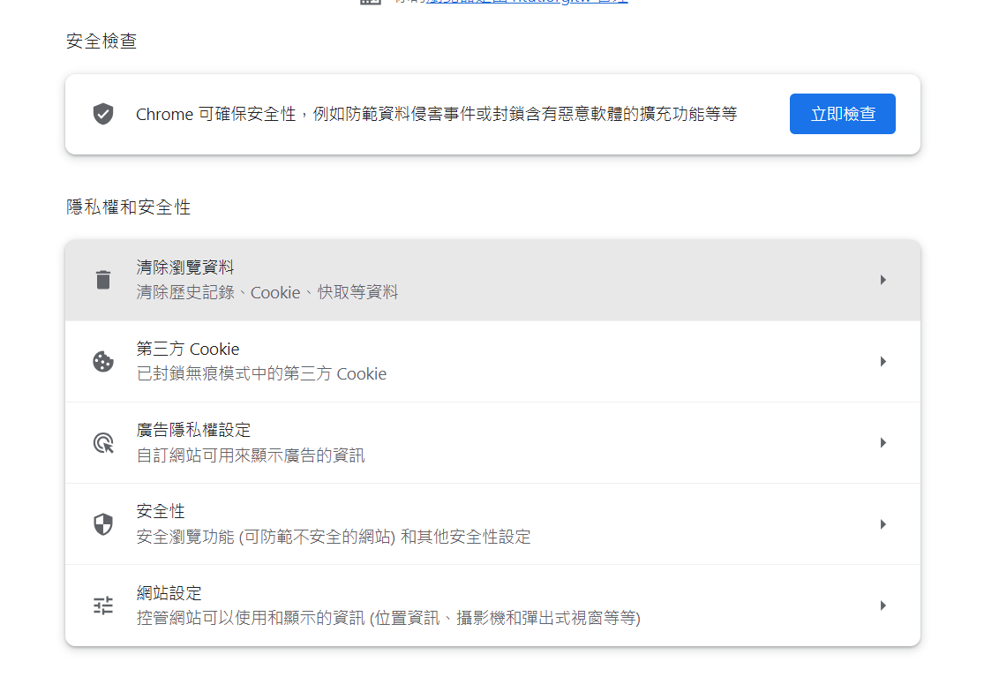 安全檢查
Chrome 可確保安全性，例如防範資料侵害事件或封鎖含有惡意軟體的擴充功能等等
立即檢查
隱私權和安全性
清除瀏覽資料
清除歷史記錄、Cookie、快取等資料
第三方 Cookie
已封鎖無痕模式中的第三方 Cookie
廣告隱私權設定
自訂網站可用來顯示廣告的資訊
安全性
安全瀏覽功能 (可防範不安全的網站) 和其他安全性設定
網站設定
控管網站可以使用和顯示的資訊 (位置資訊、攝影機和彈出式視窗等等)